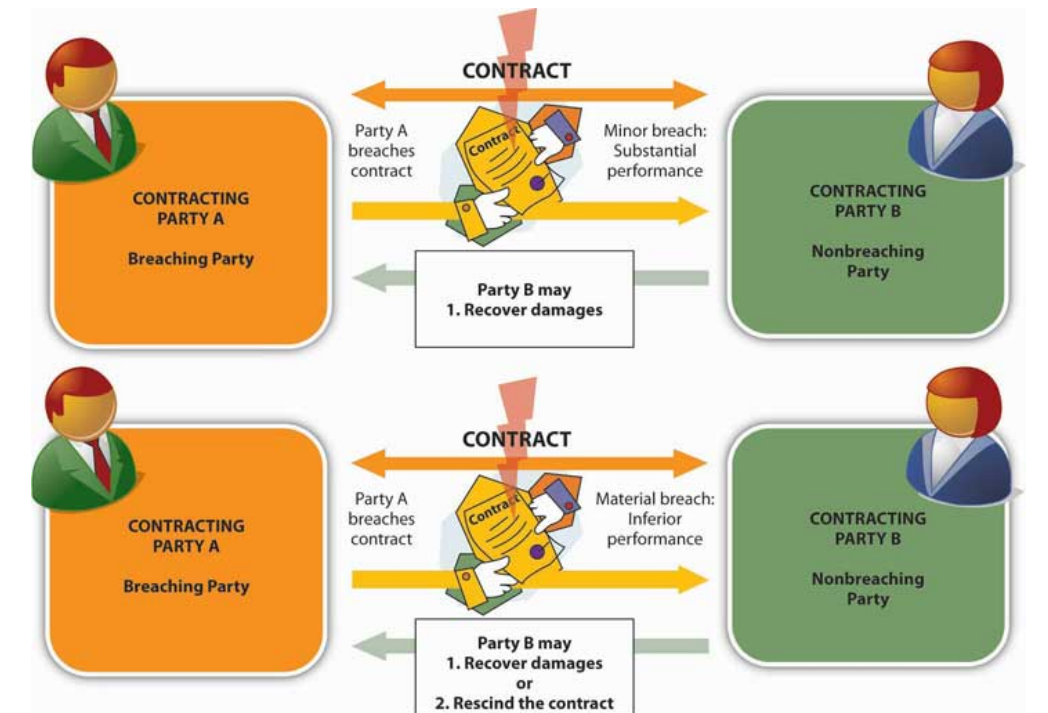 CONTRACT
Party A
breaches
contract
Contract
Minor breach:
Substantial
performance
CONTRACTING
PARTY A
Breaching Party
CONTRACTING
PARTY B
Nonbreaching
Party
Party B may
1. Recover damages
CONTRACT
Party A
breaches
contract
Contract
Material breach:
Inferior
performance
CONTRACTING
PARTY A
Breaching Party
CONTRACTING
PARTY B
Nonbreaching
Party
Party B may
1. Recover damages
or
2. Rescind the contract